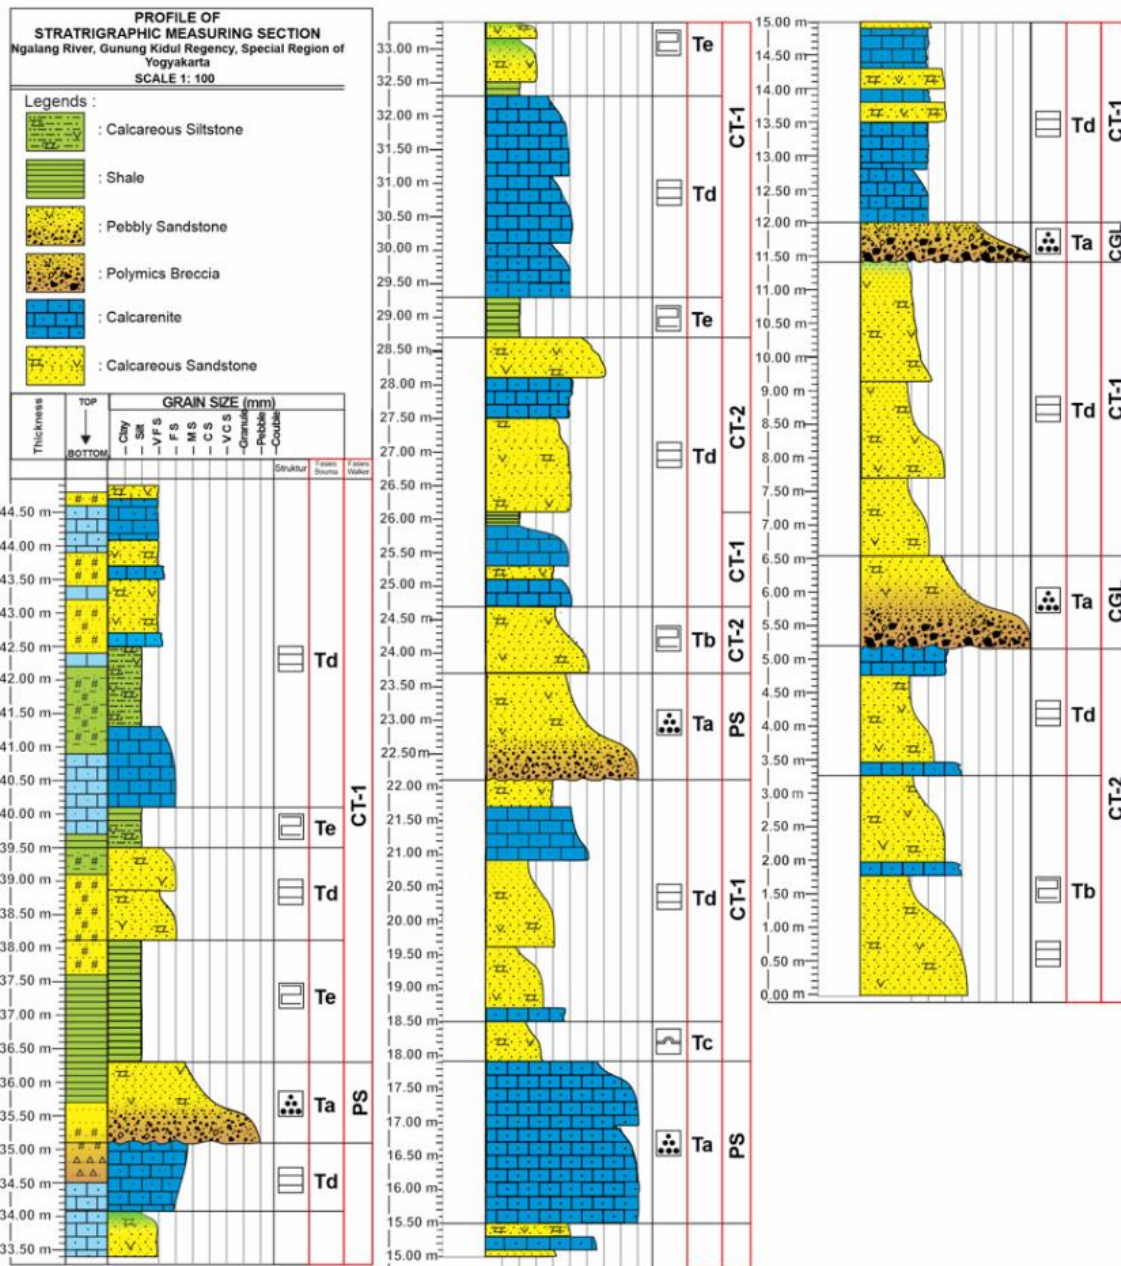 PROFILE OF
STRATRIGRAPHIC MEASURING SECTION
Ngalang River, Gunung Kidul Regency, Special Region of
Yogyakarta
SCALE 1: 100
Legends :
: Calcareous Siltstone
: Shale
: Pebbly Sandstone
: Polymics Breccia
: Calcarenite
: Calcareous Sandstone
Thickness
TOP
BOTTOM
GRAIN SIZE (mm)
Clay
Silt
V F S
F S
M S
C S
V C S
Granule
Pebble
Couble
Struktur
Fases
Bouma
Fases
Walker
44.50 m
44.00 m
43.50 m
43.00 m
42.50 m
42.00 m
41.50 m
41.00 m
40.50 m
40.00 m
39.50 m
39.00 m
38.50 m
38.00 m
37.50 m
37.00 m
36.50 m
36.00 m
35.50 m
35.00 m
34.50 m
34.00 m
33.50 m
Td
Te
Td
Te
Ta
Td
CT-1
PS
33.00 m
32.50 m
32.00 m
31.50 m
31.00 m
30.50 m
30.00 m
29.50 m
29.00 m
28.50 m
28.00 m
27.50 m
27.00 m
26.50 m
26.00 m
25.50 m
25.00 m
24.50 m
24.00 m
23.50 m
23.00 m
22.50m
22.00 m
21.50 m
21.00 m
20.50 m
20.00 m
19.50 m
19.00 m
18.50 m
18.00 m
17.50 m
17.00 m
16.50 m
16.00 m
15.50 m
15.00 m
Te
Td
Te
Td
Tb
Ta
Td
Tc
Ta
CT-1
CT-2
CT-1
CT-2
PS
CT-1
PS
15.00 m
14.50 m
14.00 m
13.50 m
13.00 m
12.50 m
12.00 m
11.50 m
11.00 m
10.50 m
10.00 m
9.00 m
8.50 m
8.00 m
7.50 m
7.00 m
6.50 m
6.00 m
5.50 m
5.00 m
4.50 m
4.00 m
3.50 m
3.00 m
2.50 m
2.00 m
1.50 m
1.00 m
0.50 m
0.00 m
Td
Ta
Td
Ta
Td
Tb
CT-1
CGL
CT-1
CGL
CT-2